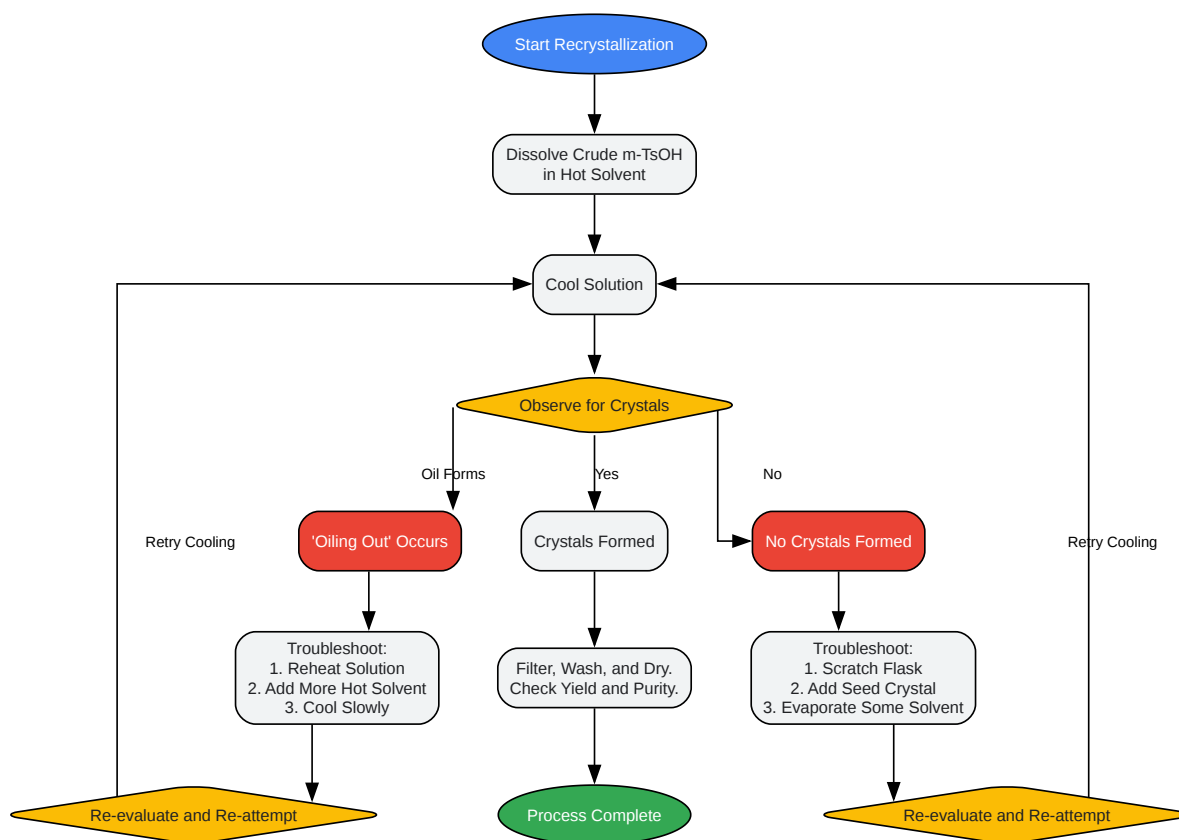 Start Recrystallization
Dissolve Crude m-TsOH
in Hot Solvent
Cool Solution
Observe for Crystals
Oil Forms
Yes
No
Retry Cooling
'Oiling Out' Occurs
Crystals Formed
No Crystals Formed
Retry Cooling
Troubleshoot:
1. Reheat Solution
2. Add More Hot Solvent
3. Cool Slowly
Filter, Wash, and Dry.
Check Yield and Purity.
Troubleshoot:
1. Scratch Flask
2. Add Seed Crystal
3. Evaporate Some Solvent
Re-evaluate and Re-attempt
Process Complete
Re-evaluate and Re-attempt